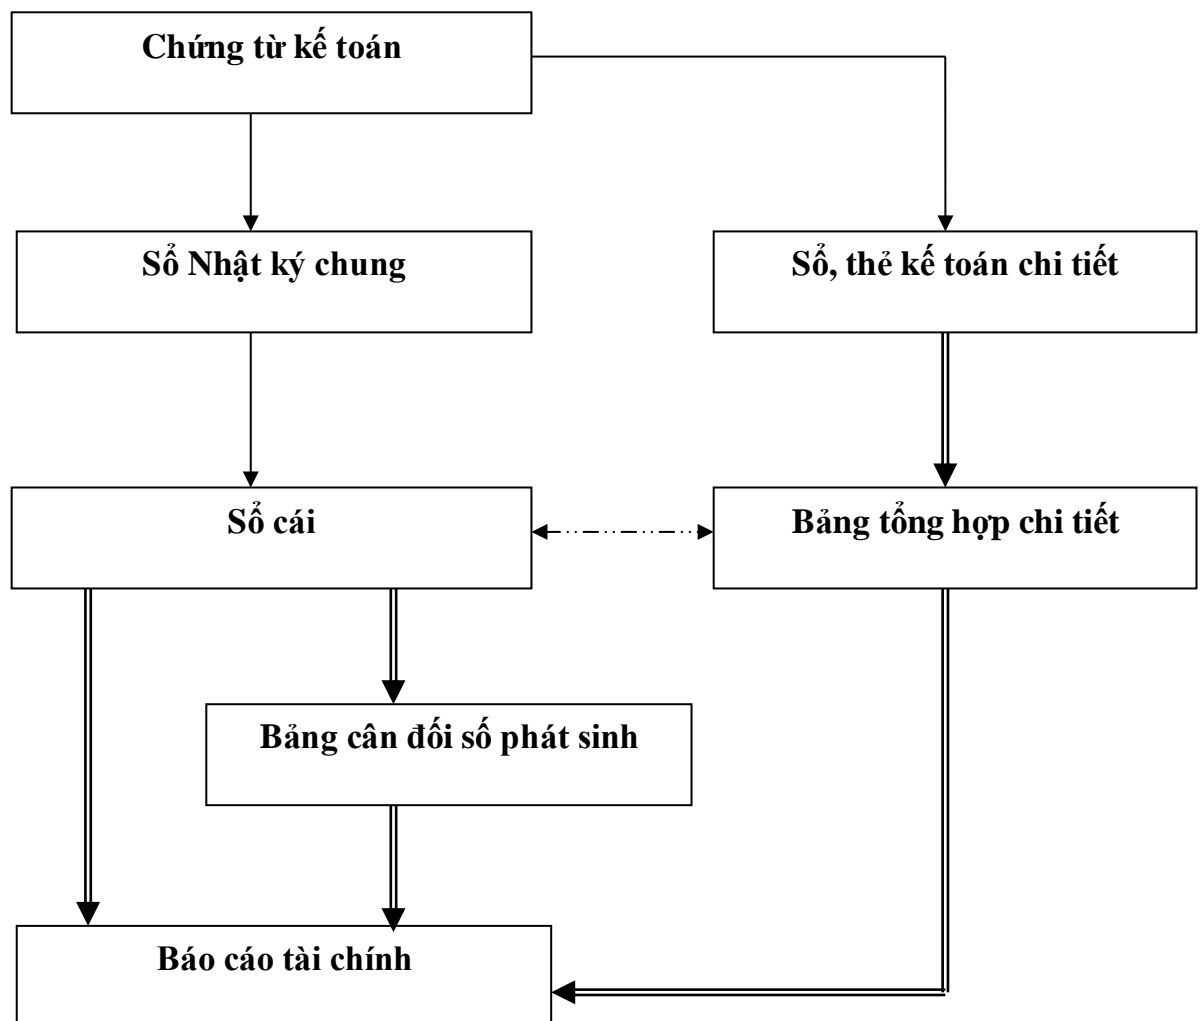 Chứng từ kế toán
Sổ Nhật ký chung
Sổ, thẻ kế toán chi tiết
Sổ cái
Bảng tổng hợp chi tiết
Bảng cân đối số phát sinh
Báo cáo tài chính